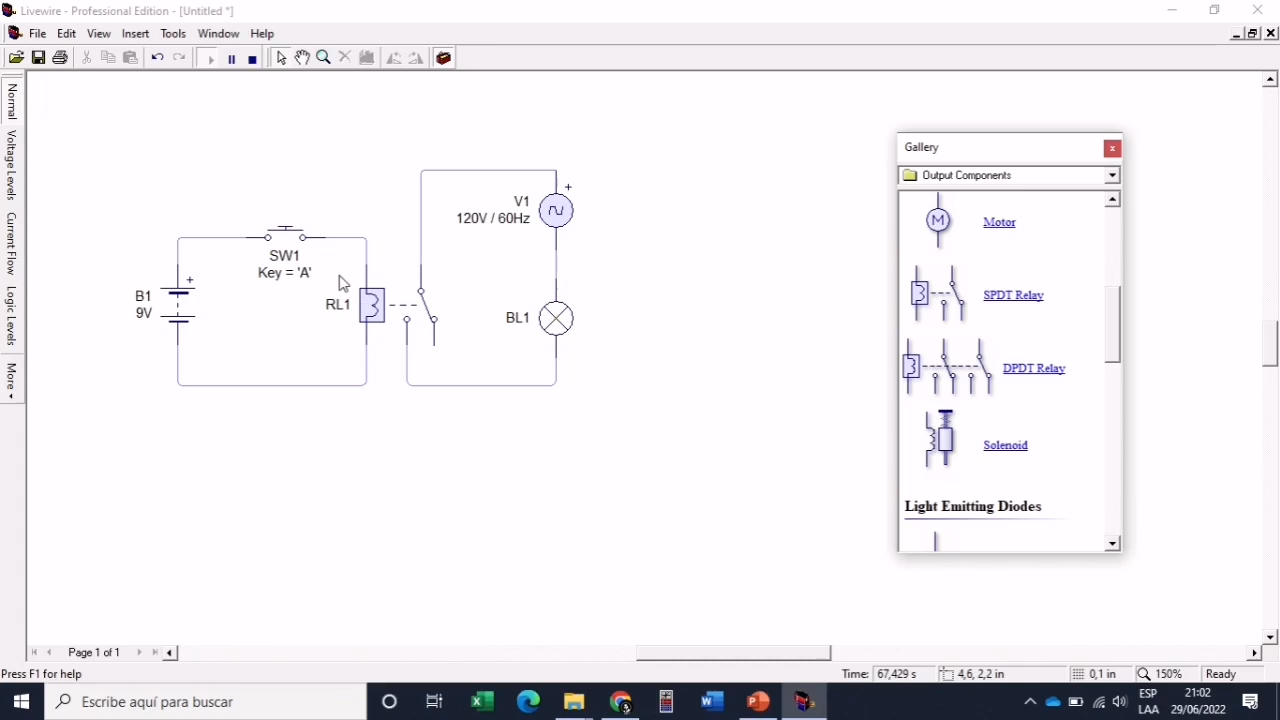 Livewire - Professional Edition - [Untitled *]
File Edit View Insert Tools Window Help
Normal
Voltage Levels
Current Flow
Logic Levels
More
SW1
Key = 'A'
B1
9V
RL1
V1
120V / 60Hz
BL1
Gallery
Output Components
M
Motor
SPDT Relay
DPDT Relay
Solenoid
Light Emitting Diodes
Page 1 of 1
Press F1 for help
Time: 67,429 s
4,6, 2,2 in
0,1 in
150%
Ready
Escribe aquí para buscar
ESP
LAA
21:02
29/06/2022